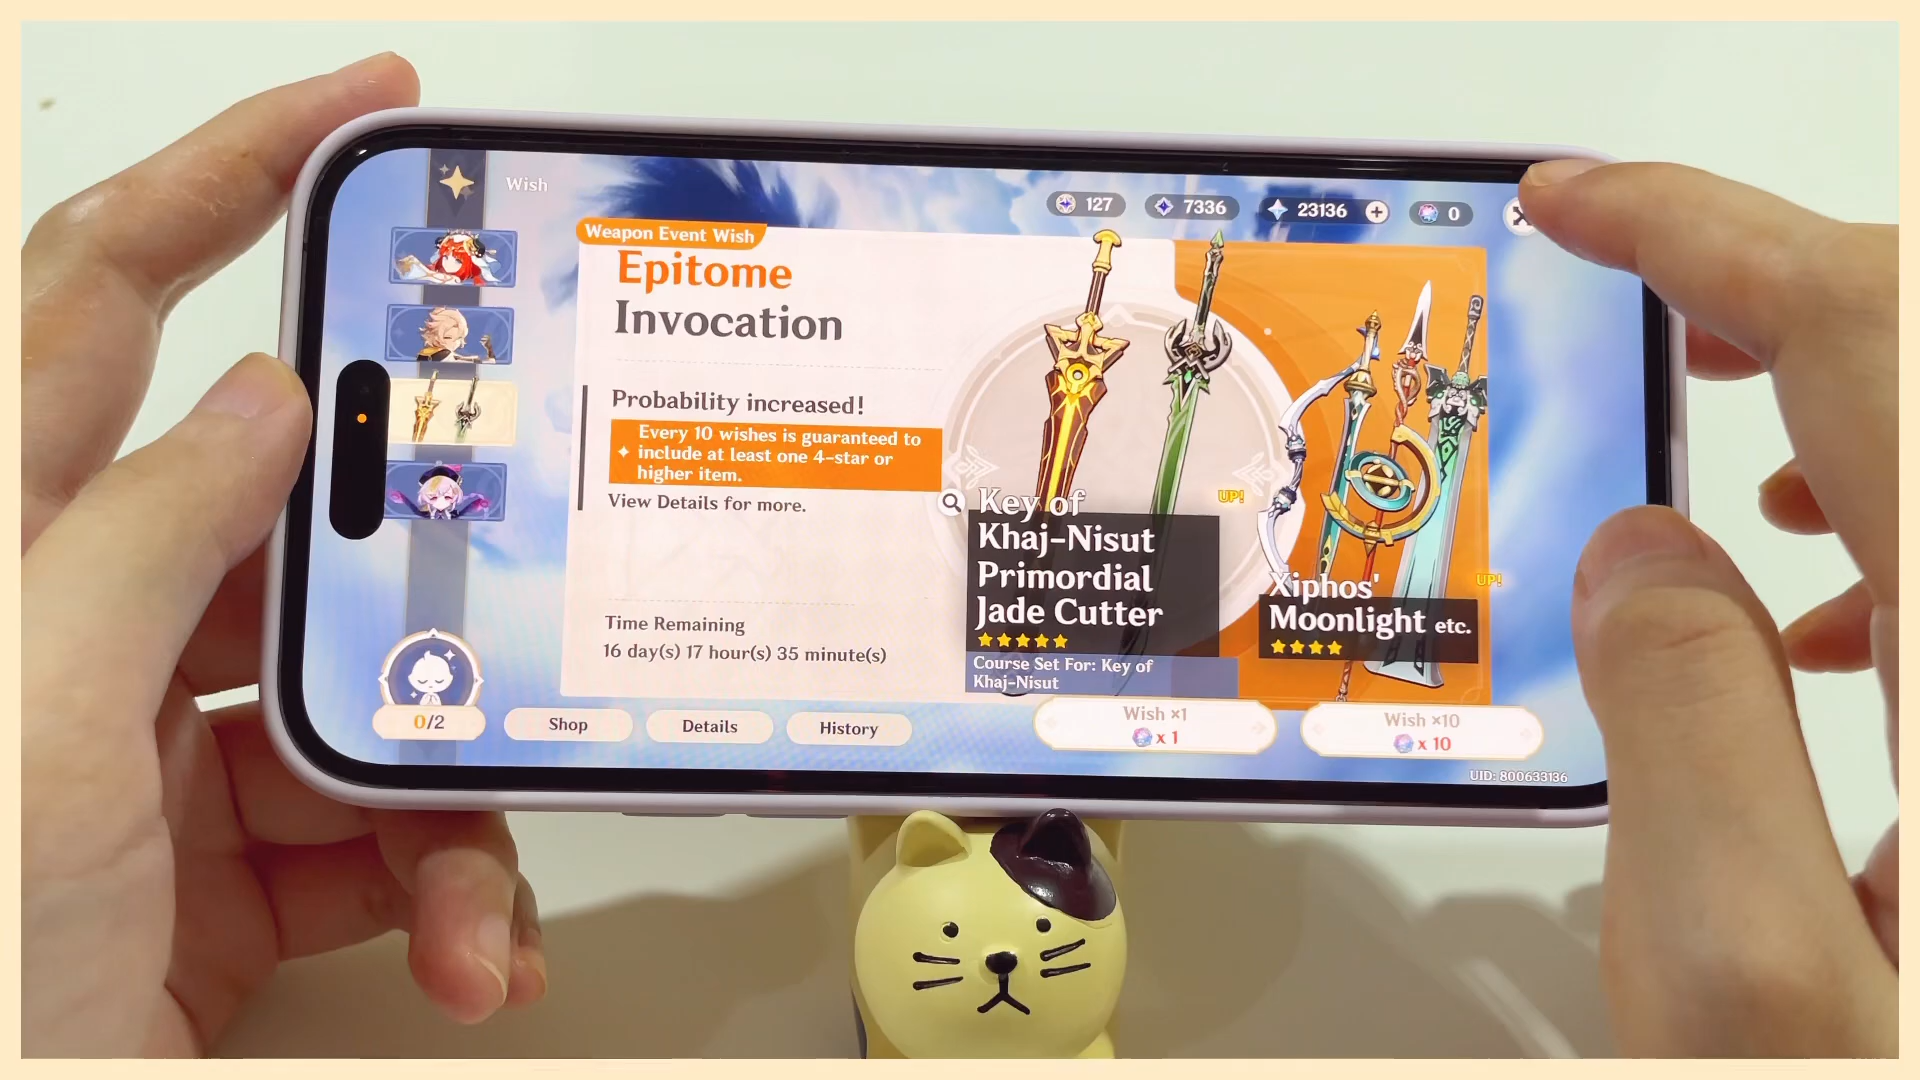 Wish
127
7336
23136
0
Weapon Event Wish
Epitome
Invocation
Probability increased!
Every 10 wishes is guaranteed to
include at least one 4-star or
higher item.
View Details for more.
Time Remaining
16 day(s) 17 hour(s) 35 minute(s)
UP!
Key of
Khaj-Nisut
Primordial
Jade Cutter
Course Set For: Key of
Khaj-Nisut
UP!
Xiphos'
Moonlight etc.
0/2
Shop
Details
History
Wish ×1
x 1
Wish ×10
x 10
UID: 800633136